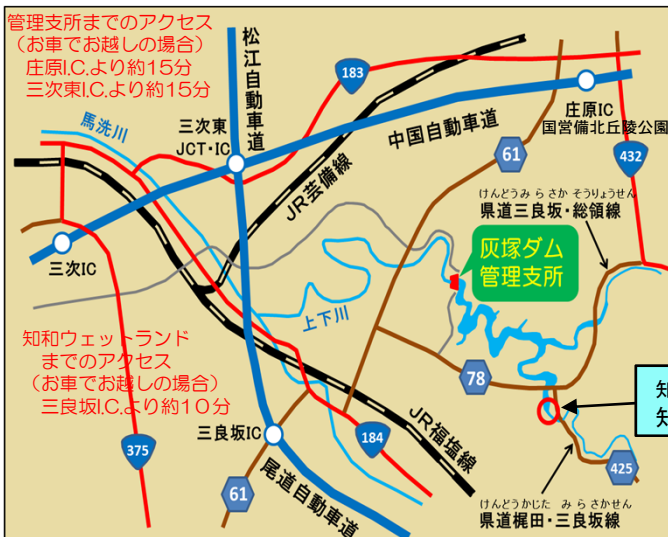 管理支所までのアクセス
（お車でお越しの場合）
庄原I.C.より約15分
三次東I.C.より約15分
松江自動車道
183
庄原IC
国営備北丘陵公園
馬洗川
三次東
JCT・IC
中国自動車道
61
432
JR芸備線
けんどうみらさか そうりょうせん
県道三良坂・総領線
三次IC
灰塚ダム
管理支所
上下川
知和ウェットランド
までのアクセス
（お車でお越しの場合）
三良坂I.C.より約10分
78
知
知
三良坂IC
JR福塩線
375
184
425
61
尾道自動車道
けんどうかじた みらさかせん
県道梶田・三良坂線